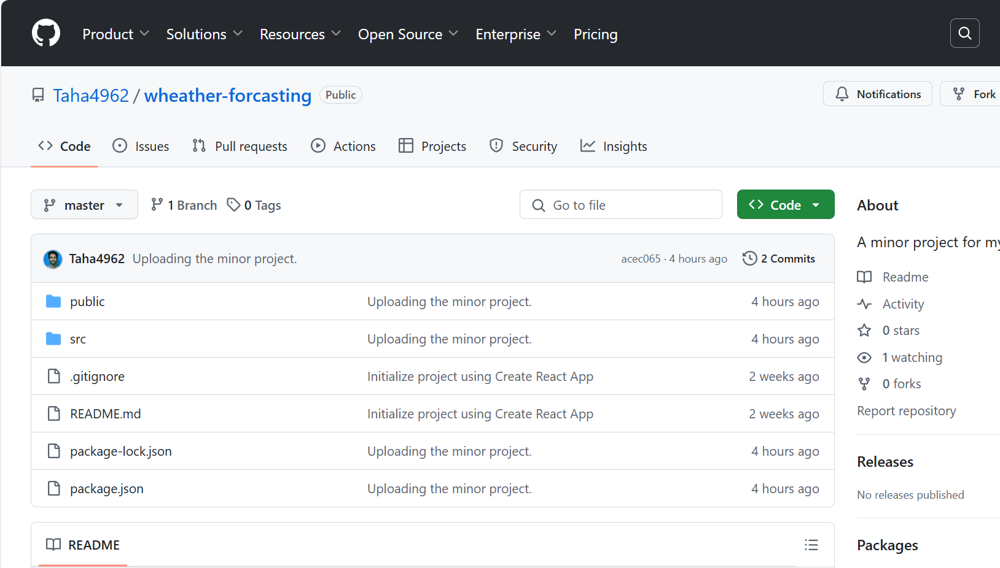 Product Solutions Resources Open Source Enterprise Pricing
Taha4962 / wheather-forcasting Public
Notifications Fork
Code Issues Pull requests Actions Projects Security Insights
master 1 Branch 0 Tags Go to file Code
Taha4962 Uploading the minor project. acec065 · 4 hours ago 2 Commits
public Uploading the minor project. 4 hours ago
src Uploading the minor project. 4 hours ago
.gitignore Initialize project using Create React App 2 weeks ago
README.md Initialize project using Create React App 2 weeks ago
package-lock.json Uploading the minor project. 4 hours ago
package.json Uploading the minor project. 4 hours ago
README
About
A minor project for my
Readme
Activity
0 stars
1 watching
0 forks
Report repository
Releases
No releases published
Packages